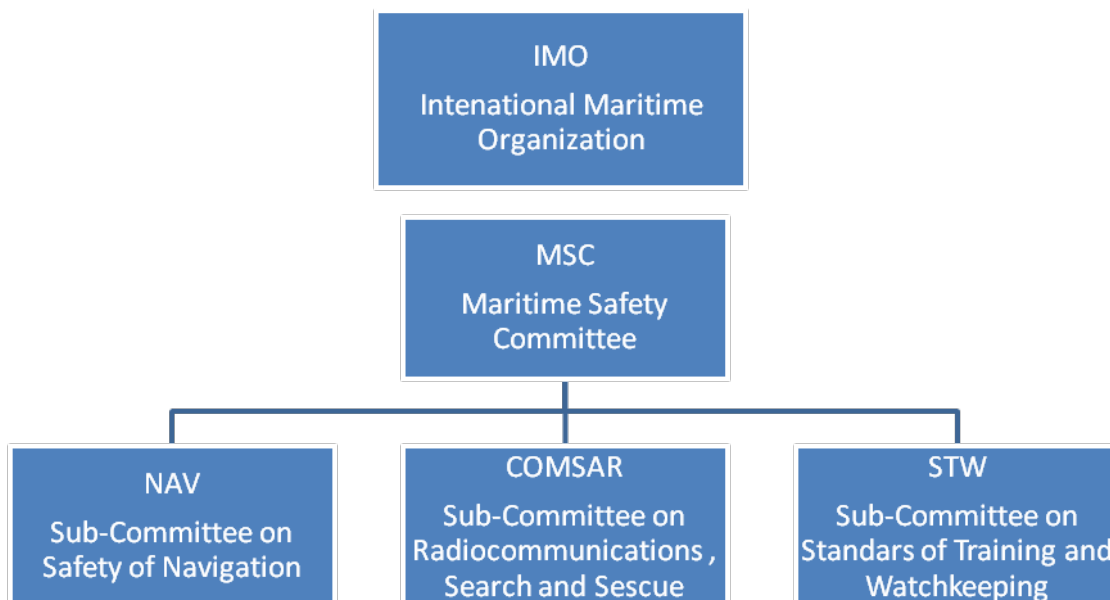 IMO
Intenational Maritime
Organization
MSC
Maritime Safety
Committee
NAV
Sub-Committee on
Safety of Navigation
COMSAR
Sub-Committee on
Radiocommunications ,
Search and Sescue
STW
Sub-Committee on
Standars of Training and
Watchkeeping